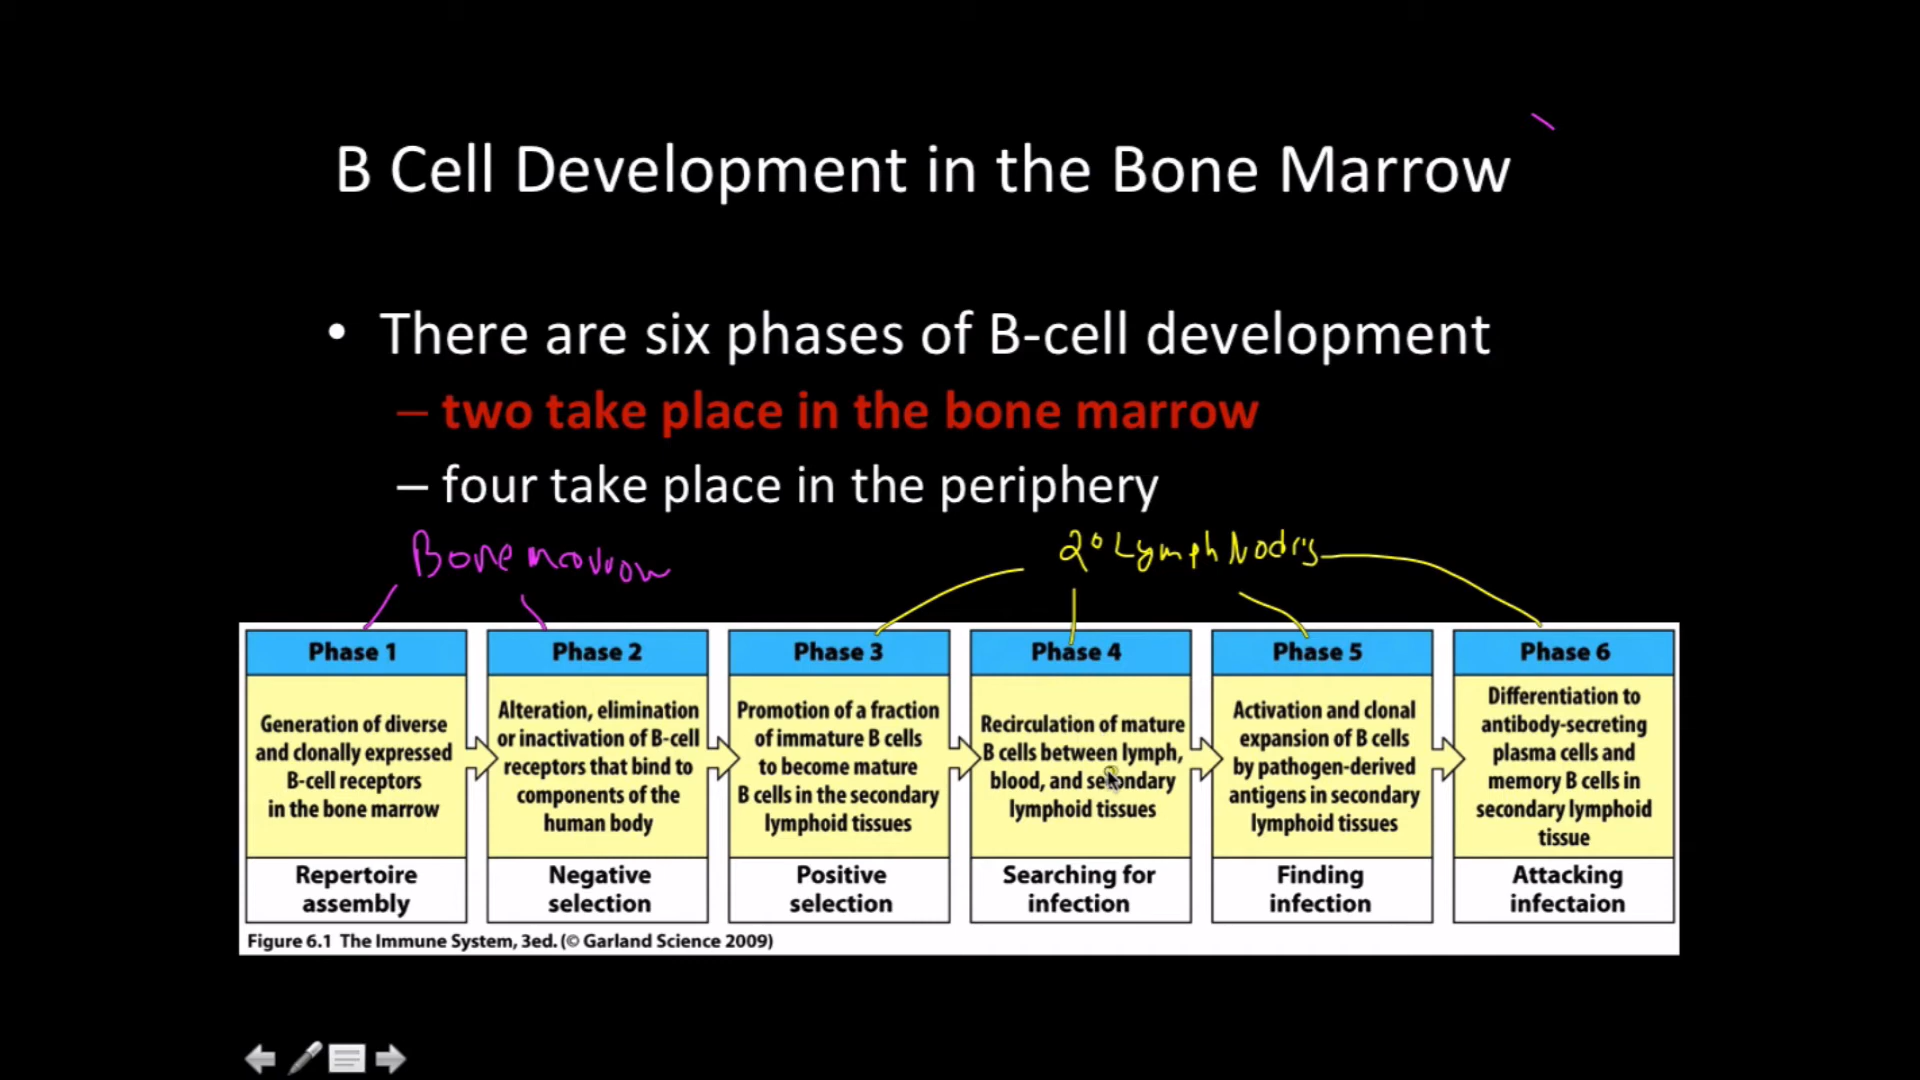 B Cell Development in the Bone Marrow
• There are six phases of B-cell development
– two take place in the bone marrow
– four take place in the periphery
Bone marrow
2° Lymph Nodes
Phase 1
Generation of diverse
and clonally expressed
B-cell receptors
in the bone marrow
Repertoire
assembly
Phase 2
Alteration, elimination
or inactivation of B-cell
receptors that bind to
components of the
human body
Negative
selection
Phase 3
Promotion of a fraction
of immature B cells
to become mature
B cells in the secondary
lymphoid tissues
Positive
selection
Phase 4
Recirculation of mature
B cells between lymph,
blood, and secondary
lymphoid tissues
Searching for
infection
Phase 5
Activation and clonal
expansion of B cells
by pathogen-derived
antigens in secondary
lymphoid tissues
Finding
infection
Phase 6
Differentiation to
antibody-secreting
plasma cells and
memory B cells in
secondary lymphoid
tissue
Attacking
infectaion
Figure 6.1 The Immune System, 3ed. (© Garland Science 2009)